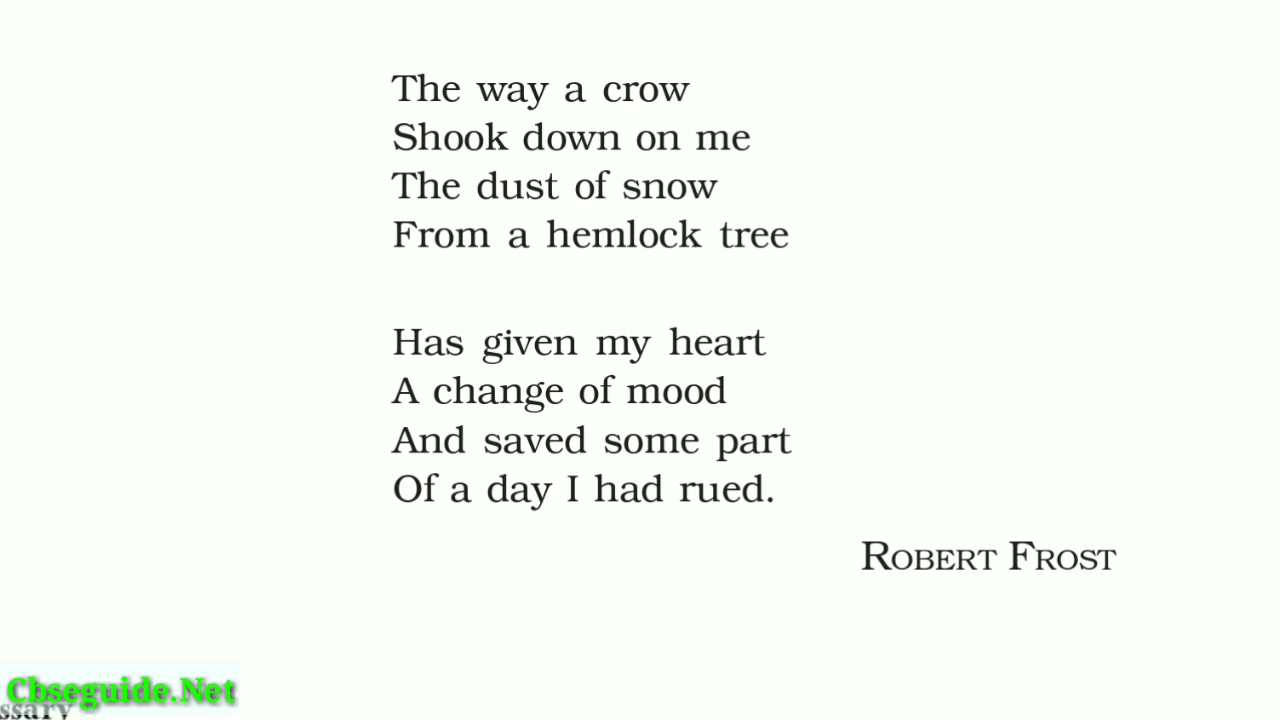 The way a crow
Shook down on me
The dust of snow
From a hemlock tree
Has given my heart
A change of mood
And saved some part
Of a day I had rued.
ROBERT FROST
Cbseguide.Net
ssary